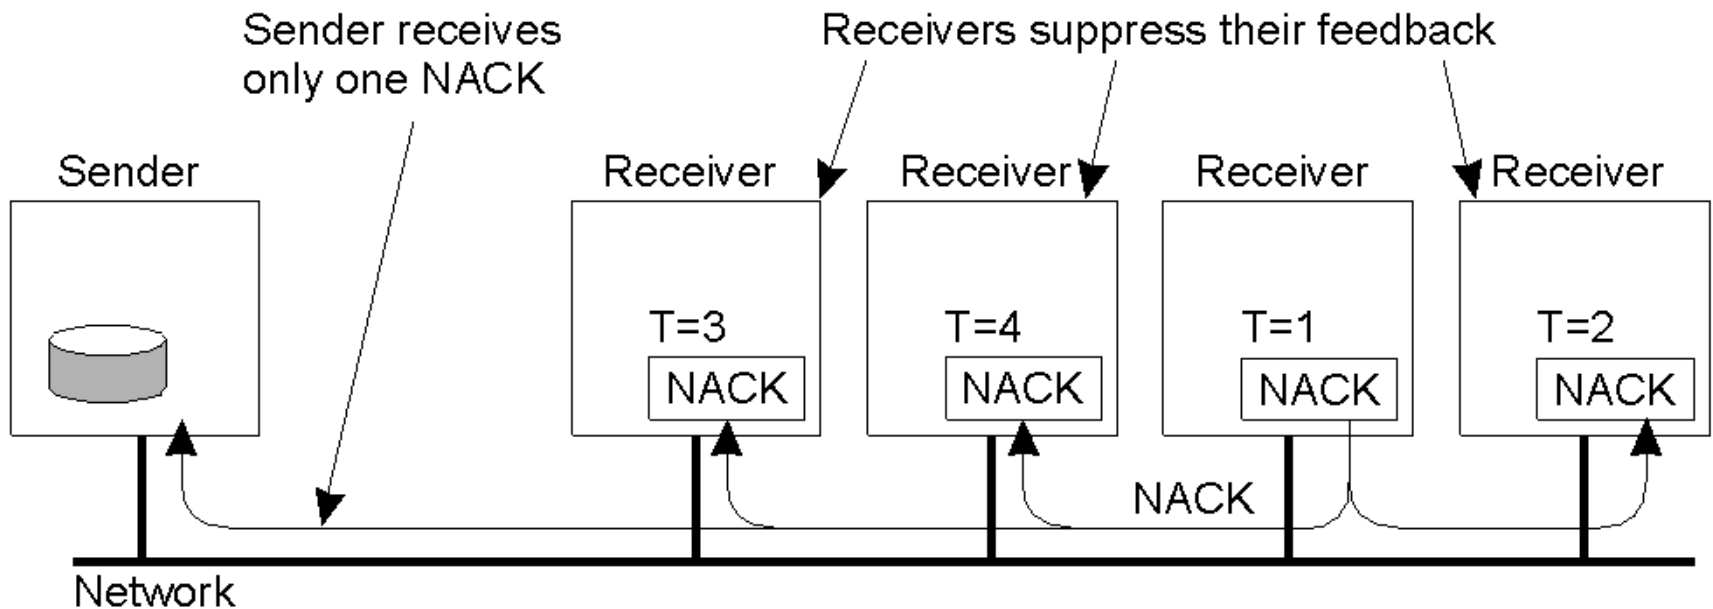 Sender receives
only one NACK
Receivers suppress their feedback
Sender
Receiver
Receiver
Receiver
Receiver
T=3
T=4
T=1
T=2
NACK
NACK
NACK
NACK
NACK
Network